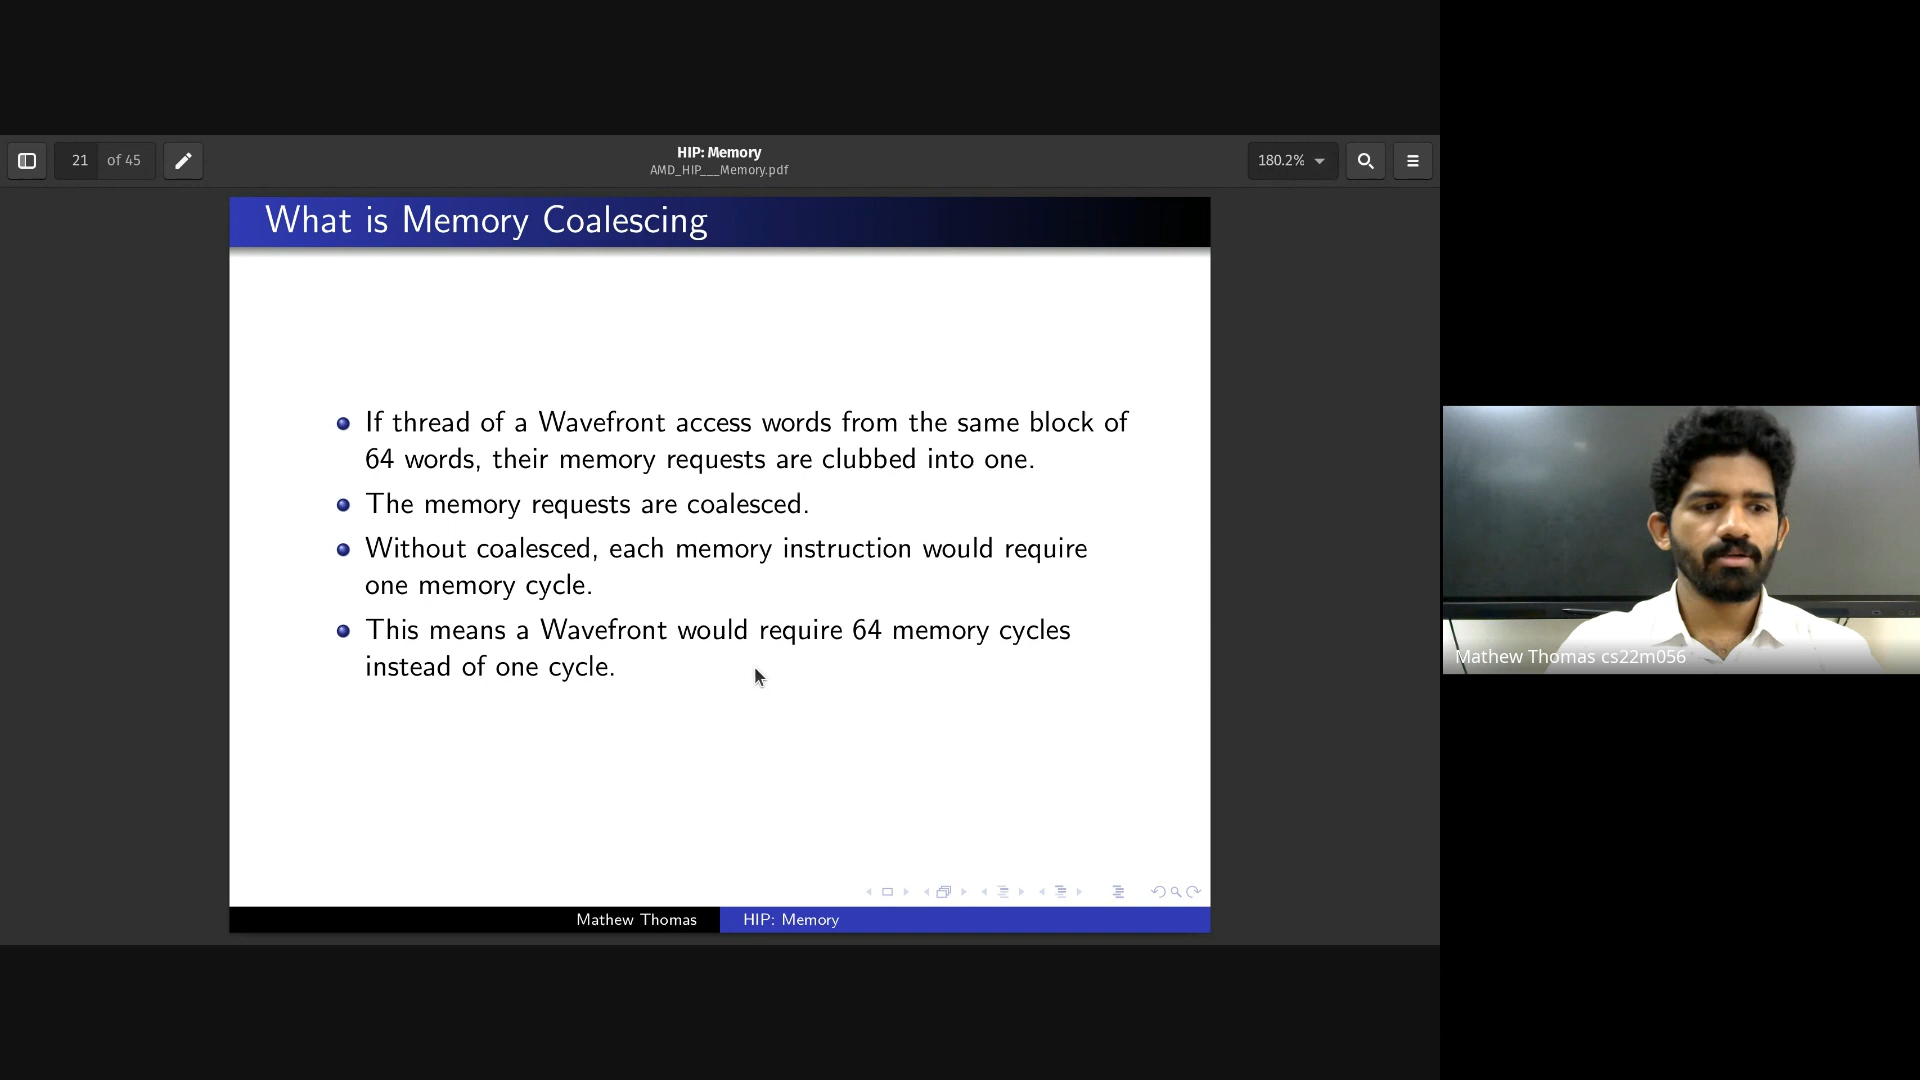 21 of 45
HIP: Memory
AMD_HIP___Memory.pdf
180.2%
What is Memory Coalescing
If thread of a Wavefront access words from the same block of
64 words, their memory requests are clubbed into one.
The memory requests are coalesced.
Without coalesced, each memory instruction would require
one memory cycle.
This means a Wavefront would require 64 memory cycles
instead of one cycle.
Mathew Thomas HIP: Memory
Mathew Thomas cs22m056